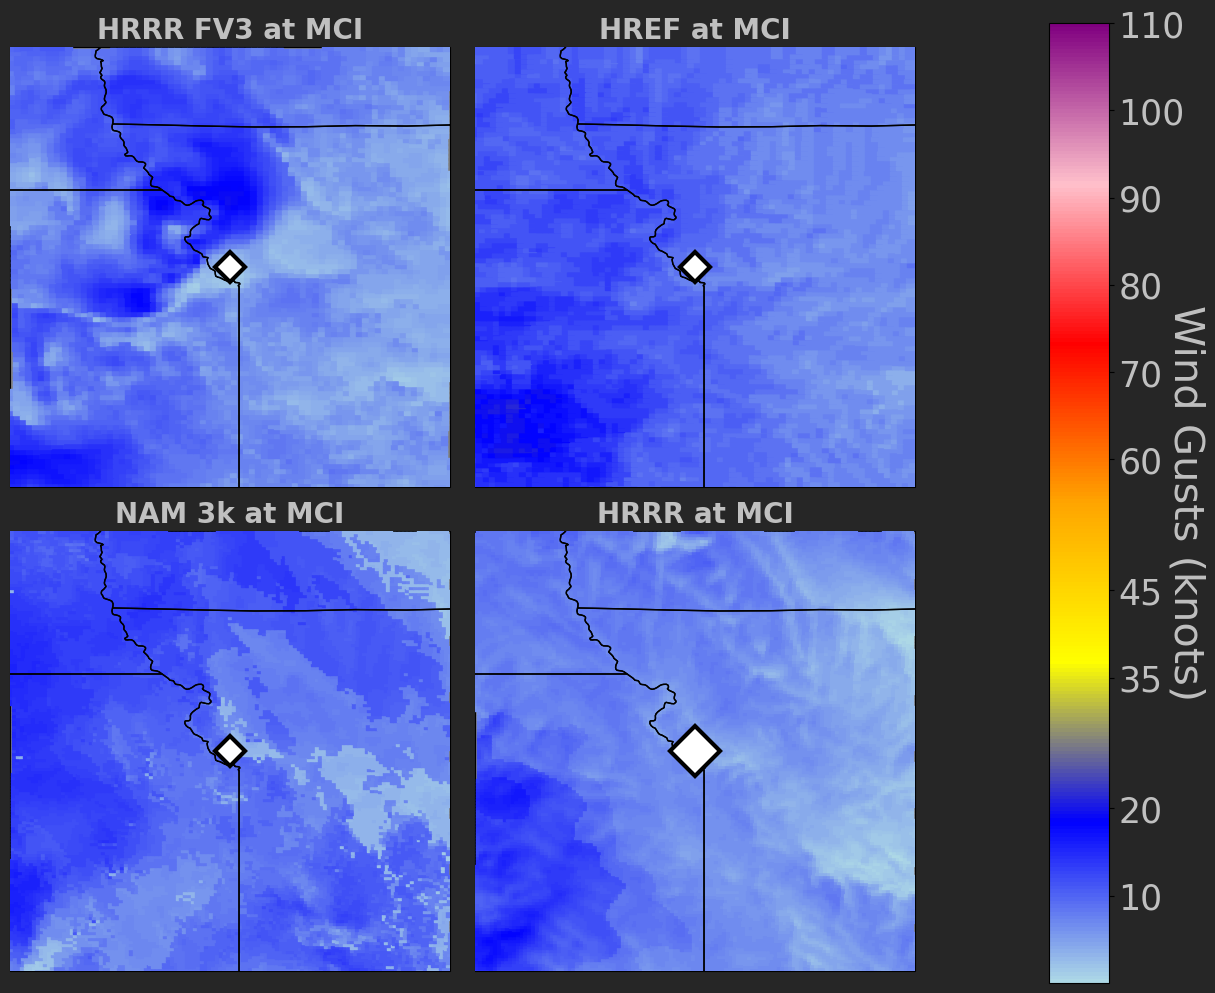 HRRR FV3 at MCI
HREF at MCI
NAM 3k at MCI
HRRR at MCI
110
100
90
80
70
60
45
35
20
10
Wind Gusts (knots)